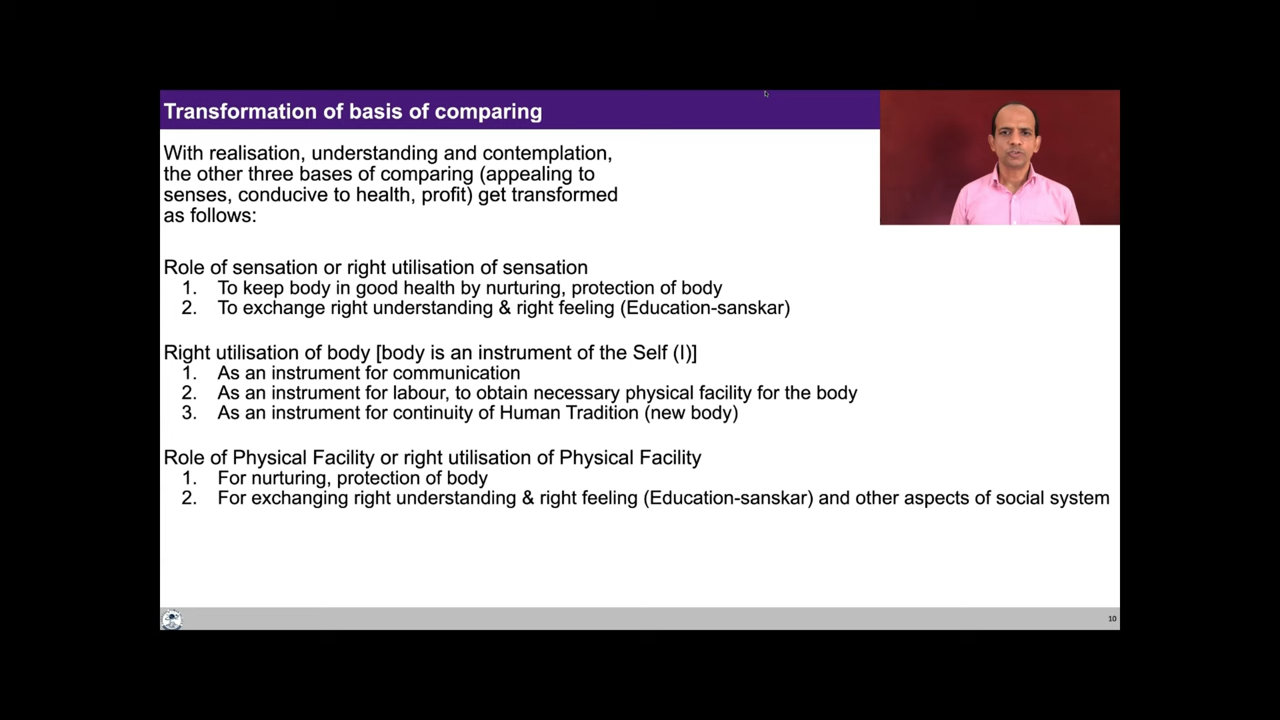 Transformation of basis of comparing
With realisation, understanding and contemplation,
the other three bases of comparing (appealing to
senses, conducive to health, profit) get transformed
as follows:
Role of sensation or right utilisation of sensation
1. To keep body in good health by nurturing, protection of body
2. To exchange right understanding & right feeling (Education-sanskar)
Right utilisation of body [body is an instrument of the Self (I)]
1. As an instrument for communication
2. As an instrument for labour, to obtain necessary physical facility for the body
3. As an instrument for continuity of Human Tradition (new body)
Role of Physical Facility or right utilisation of Physical Facility
1. For nurturing, protection of body
2. For exchanging right understanding & right feeling (Education-sanskar) and other aspects of social system
10